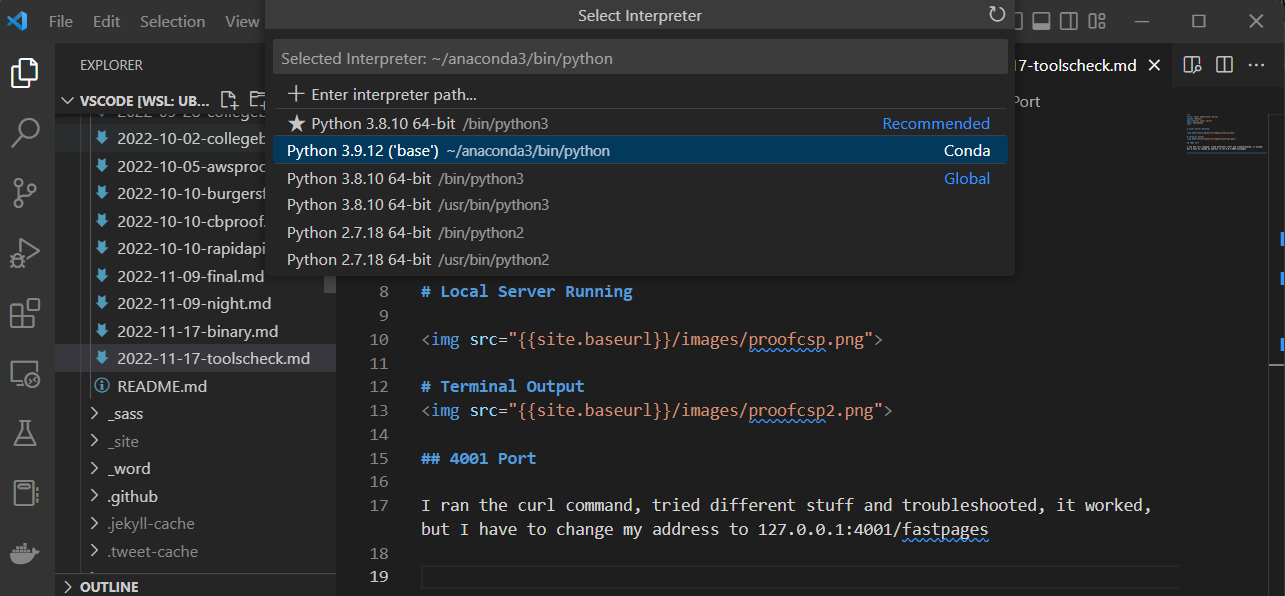 File Edit Selection View
Select Interpreter
Selected Interpreter: ~/anaconda3/bin/python
Enter interpreter path...
Python 3.8.10 64-bit /bin/python3 Recommended
Python 3.9.12 ('base') ~/anaconda3/bin/python Conda
Python 3.8.10 64-bit /bin/python3 Global
Python 3.8.10 64-bit /usr/bin/python3
Python 2.7.18 64-bit /bin/python2
Python 2.7.18 64-bit /usr/bin/python2
EXPLORER
VSCODE [WSL: UB...
2022-10-02-collegeb
2022-10-05-awsproc
2022-10-10-burgersf
2022-10-10-cbproof.
2022-10-10-rapidapi
2022-11-09-final.md
2022-11-09-night.md
2022-11-17-binary.md
2022-11-17-toolscheck.md
README.md
_sass
_site
_word
.github
.jekyll-cache
.tweet-cache
OUTLINE
17-toolscheck.md
Port
8 # Local Server Running
9
10 <img src="{{site.baseurl}}/images/proofcsp.png">
11
12 # Terminal Output
13 <img src="{{site.baseurl}}/images/proofcsp2.png">
14
15 ## 4001 Port
16
17 I ran the curl command, tried different stuff and troubleshooted, it worked,
but I have to change my address to 127.0.0.1:4001/fastpages
18
19